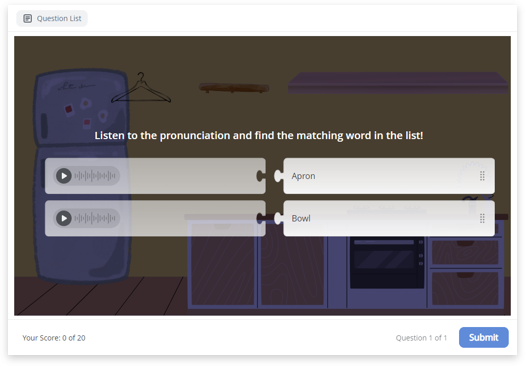 Question List
Listen to the pronunciation and find the matching word in the list!
Apron
Bowl
Your Score: 0 of 20
Question 1 of 1
Submit